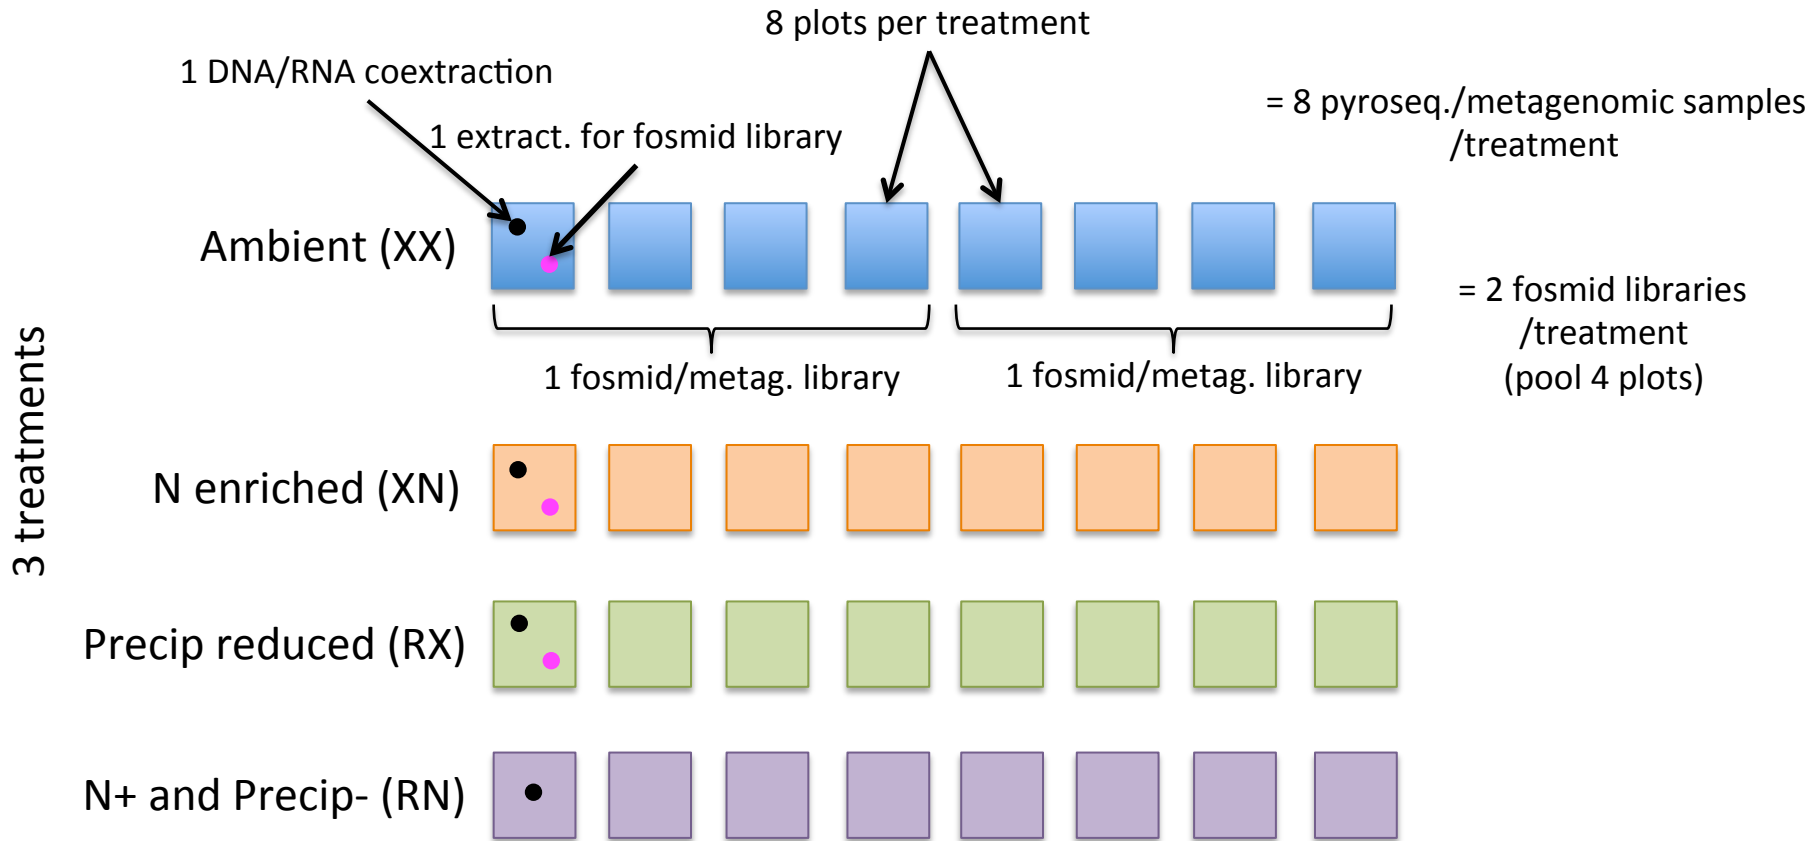 8 plots per treatment
1 DNA/RNA coextraction
= 8 pyroseq./metagenomic samples
/treatment
1 extract. for fosmid library
Ambient (XX)
= 2 fosmid libraries
/treatment
(pool 4 plots)
1 fosmid/metag. library
1 fosmid/metag. library
3 treatments
N enriched (XN)
Precip reduced (RX)
N+ and Precip- (RN)